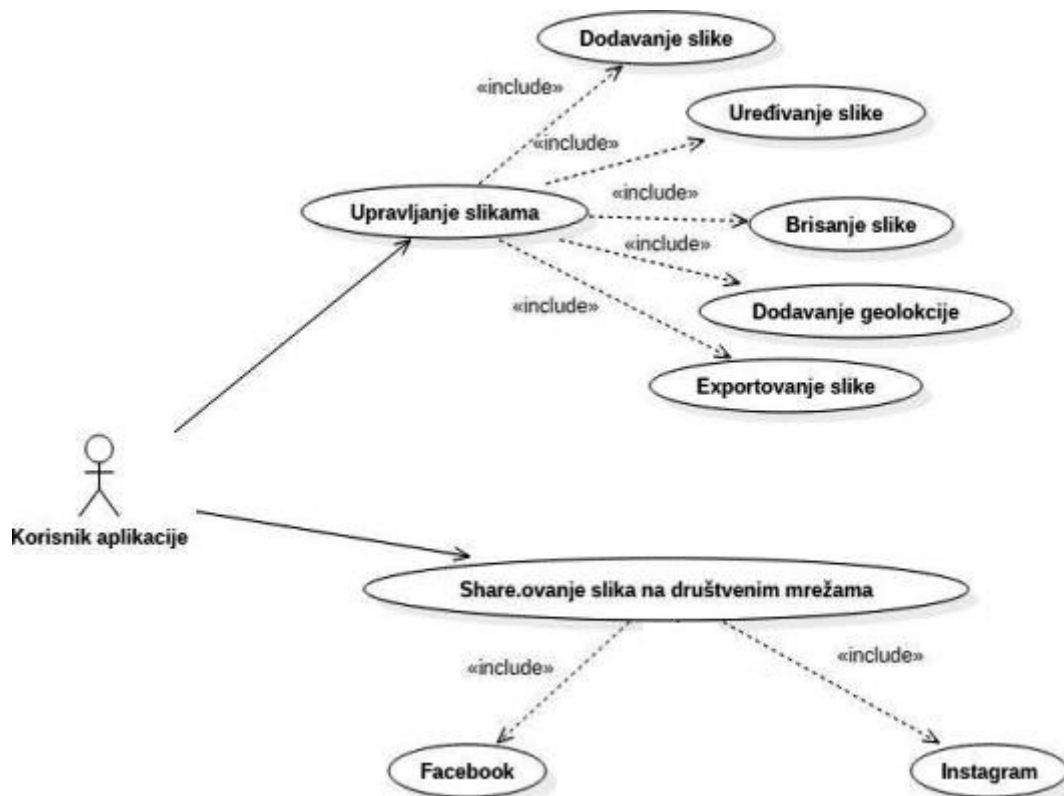 Dodavanje slike
«include»
Uređivanje slike
«include»
«include»
Upravljanje slikama
Brisanje slike
«include»
«include»
Dodavanje geolokcije
Exportovanje slike
Korisnik aplikacije
Share.ovanje slika na društvenim mrežama
«include»
«include»
Facebook
Instagram